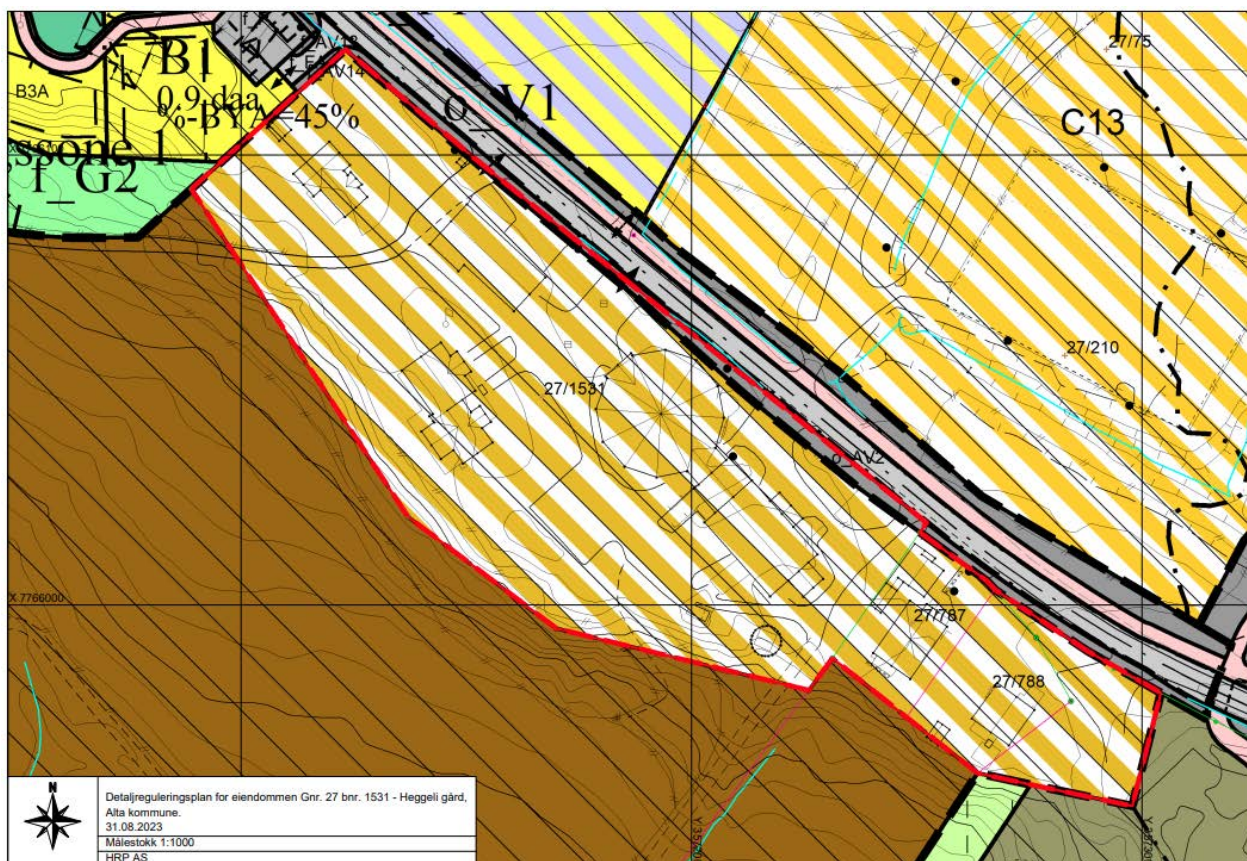 B1
B3A
0.9 daa
%-BYA=45%
AV14
o_V1
f_G2
27/75
C13
27/210
27/1531
o_AV2
X 7766000
27/787
27/788
N
Detaljreguleringsplan for eiendommen Gnr. 27 bnr. 1531 - Heggeli gård,
Alta kommune.
31.08.2023
Målestokk 1:1000
HRP AS